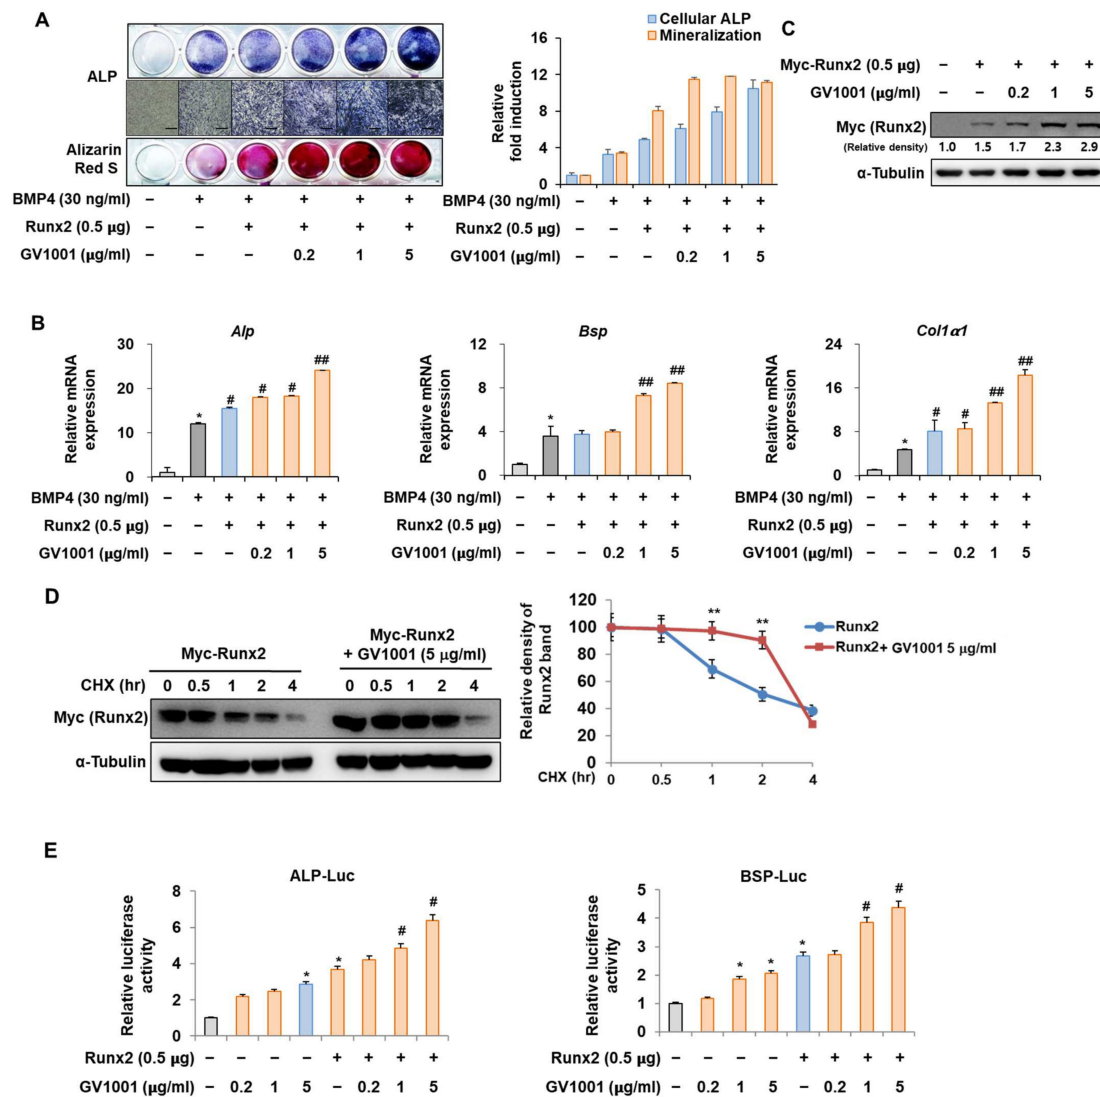 A
ALP
Alizarin
Red S
BMP4 (30 ng/ml) – + + + + +
Runx2 (0.5 µg) – – + + + +
GV1001 (µg/ml) – – – 0.2 1 5
Cellular ALP
Mineralization
Relative
fold induction
16
12
8
4
0
BMP4 (30 ng/ml) – + + + + +
Runx2 (0.5 µg) – – + + + +
GV1001 (µg/ml) – – – 0.2 1 5
C
Myc-Runx2 (0.5 µg) – + + + +
GV1001 (µg/ml) – – 0.2 1 5
Myc (Runx2)
(Relative density) 1.0 1.5 1.7 2.3 2.9
α-Tubulin
B
Alp
Relative mRNA
expression
30
20
10
0
* # # # ##
BMP4 (30 ng/ml) – + + + + +
Runx2 (0.5 µg) – – + + + +
GV1001 (µg/ml) – – – 0.2 1 5
Bsp
Relative mRNA
expression
12
8
4
0
* ## ##
BMP4 (30 ng/ml) – + + + + +
Runx2 (0.5 µg) – – + + + +
GV1001 (µg/ml) – – – 0.2 1 5
Col1α1
Relative mRNA
expression
24
16
8
0
* # # ## ##
BMP4 (30 ng/ml) – + + + + +
Runx2 (0.5 µg) – – + + + +
GV1001 (µg/ml) – – – 0.2 1 5
D
Myc-Runx2
Myc-Runx2
+ GV1001 (5 µg/ml)
CHX (hr) 0 0.5 1 2 4 0 0.5 1 2 4
Myc (Runx2)
α-Tubulin
Relative density of
Runx2 band
120
100
80
60
40
20
0
** **
Runx2
Runx2+ GV1001 5 µg/ml
CHX (hr) 0 0.5 1 2 4
E
ALP-Luc
Relative luciferase
activity
8
6
4
2
0
* * # #
Runx2 (0.5 µg) – – – – + + + +
GV1001 (µg/ml) – 0.2 1 5 – 0.2 1 5
BSP-Luc
Relative luciferase
activity
5
4
3
2
1
0
* * * # #
Runx2 (0.5 µg) – – – – + + + +
GV1001 (µg/ml) – 0.2 1 5 – 0.2 1 5